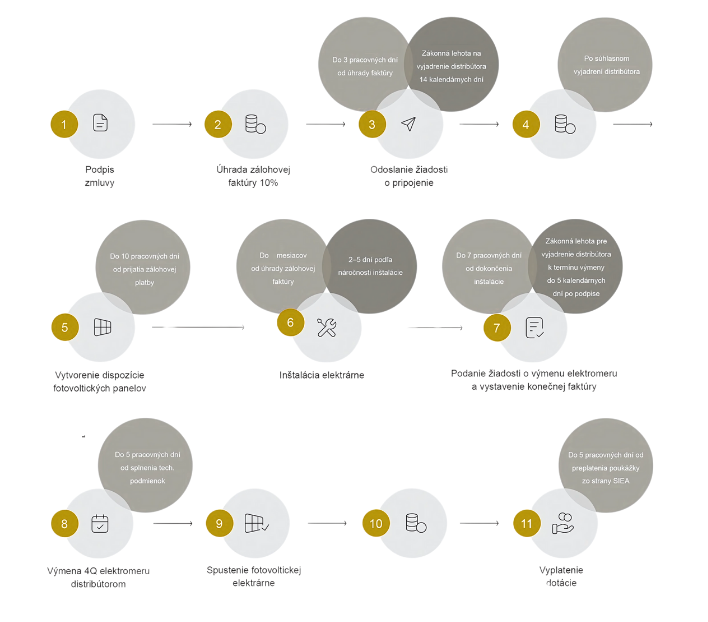 Do 3 pracovných dní
od úhrady faktúry
Zákonná lehota na
vyjadrenie distribútora
14 kalendárnych dní
Po súhlasnom
vyjadrení distribútora
1
2
3
4
Podpis
zmluvy
Úhrada zálohovej
faktúry 10%
Odoslanie žiadosti
o pripojenie
Do 10 pracovných dní
od prijatia zálohovej
platby
Do mesiacov
od úhrady zálohovej
faktúry
2–5 dní podľa
náročnosti inštalácie
Do 7 pracovných dní
od dokončenia
inštalácie
Zákonná lehota pre
vyjadrenie distribútora
k termínu výmeny
do 5 kalendárnych
dní po podpise
5
6
7
Vytvorenie dispozície
fotovoltických panelov
Inštalácia elektrárne
Podanie žiadosti o výmenu elektromeru
a vystavenie konečnej faktúry
Do 5 pracovných dní
od splnenia tech.
podmienok
Do 5 pracovných dní od
preplatenia poukážky
zo strany SIEA
8
9
10
11
Výmena 4Q elektromeru
distribútorom
Spustenie fotovoltickej
elektrárne
Vyplatenie
dotácie